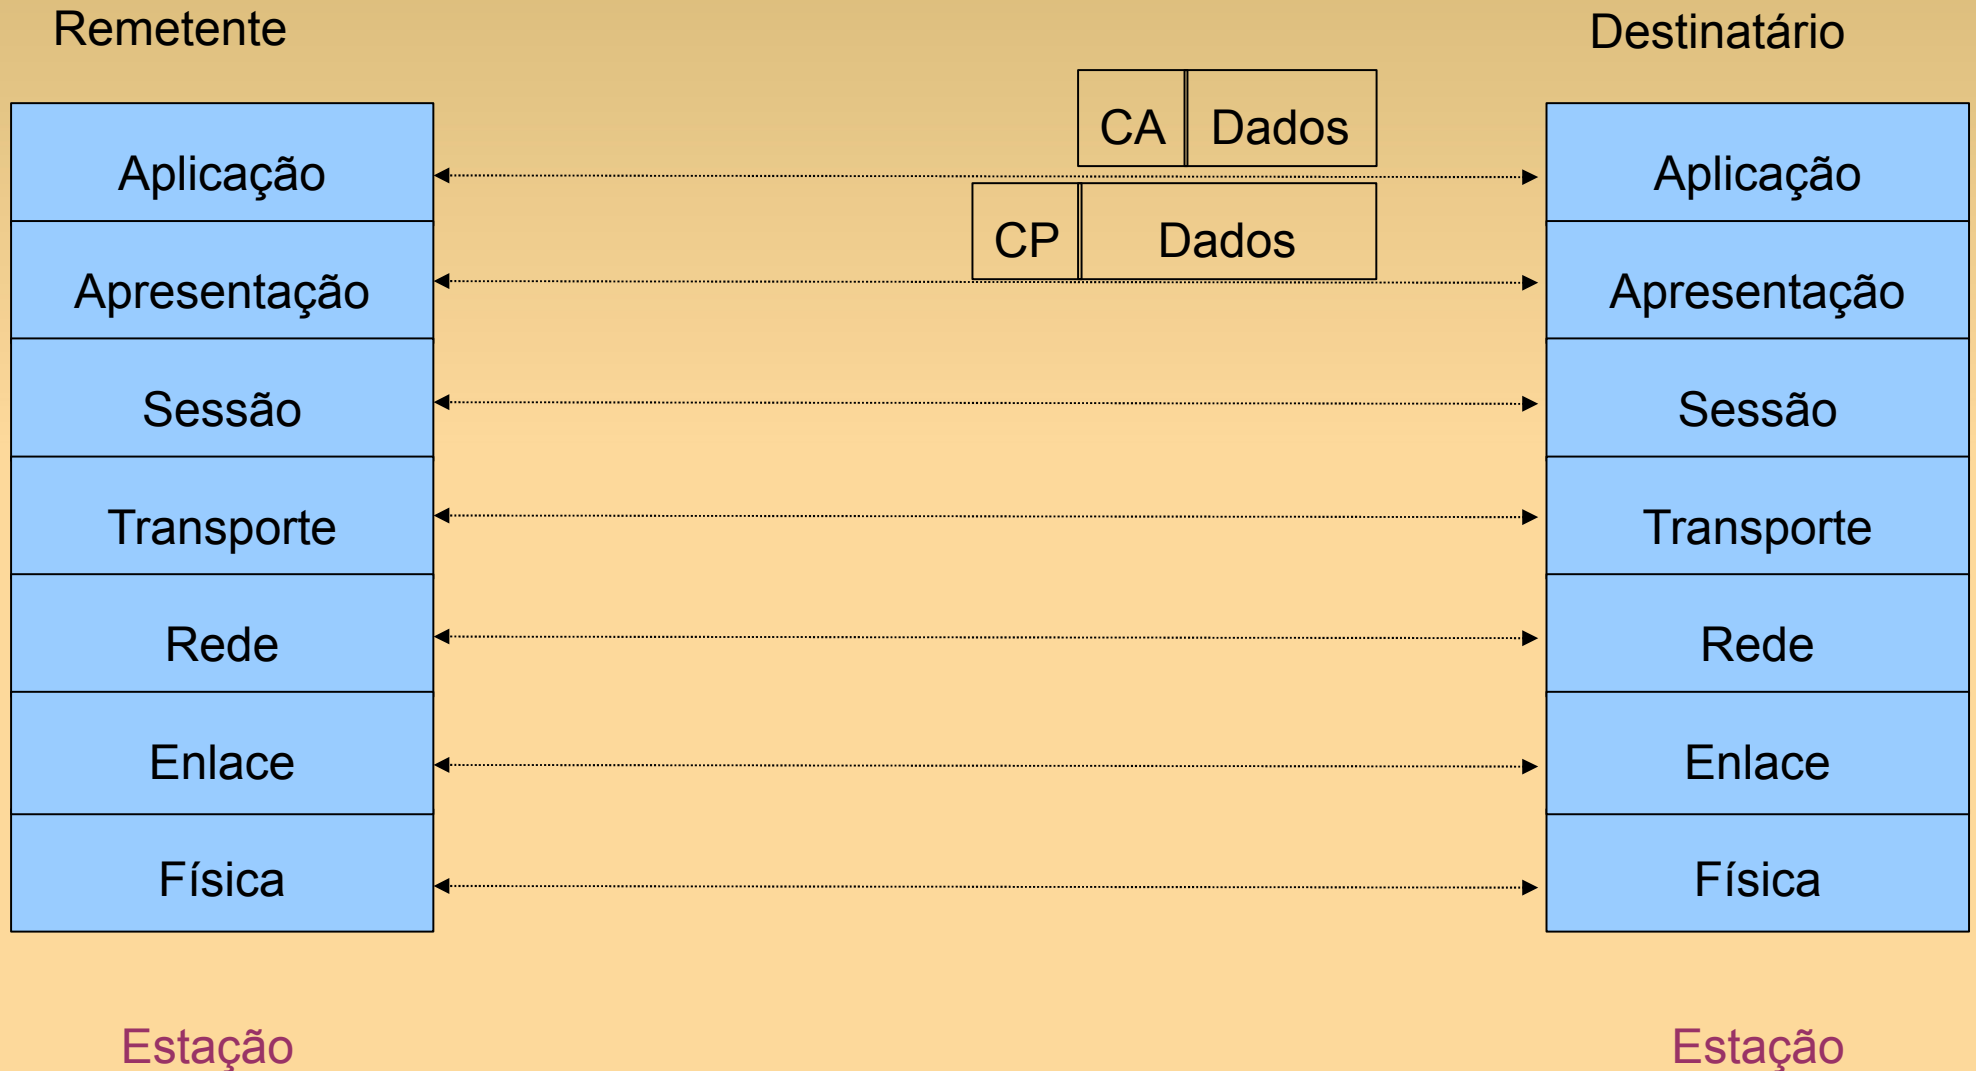 Remetente
Destinatário
CA Dados
Aplicação
Aplicação
CP Dados
Apresentação
Apresentação
Sessão
Sessão
Transporte
Transporte
Rede
Rede
Enlace
Enlace
Física
Física
Estação
Estação